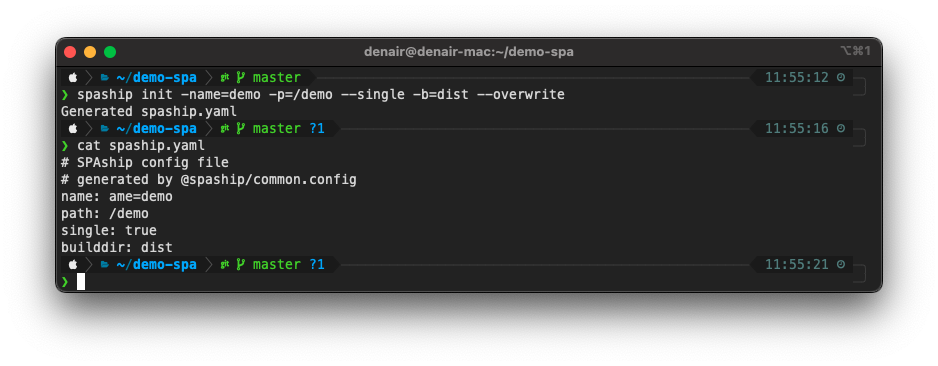 denair@denair-mac:~/demo-spa ⌥⌘1
~/demo-spa git master 11:55:12
❯ spaship init -name=demo -p=/demo --single -b=dist --overwrite
Generated spaship.yaml
~/demo-spa git master ?1 11:55:16
❯ cat spaship.yaml
# SPAship config file
# generated by @spaship/common.config
name: ame=demo
path: /demo
single: true
builddir: dist
~/demo-spa git master ?1 11:55:21
❯